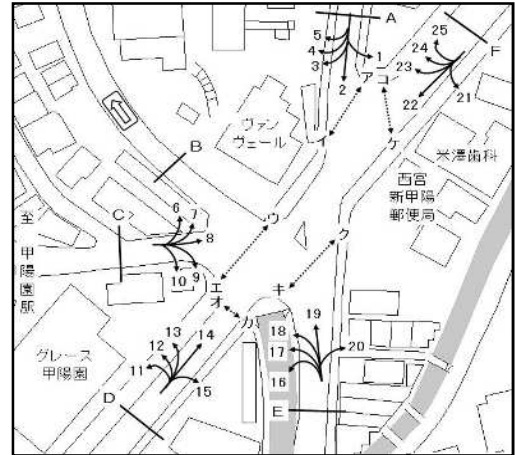 A
F
5
4
3
2
1
25
24
23
22
21
ア
コ
イ
ケ
ヴァン
ヴェール
米澤歯科
B
西宮
新甲陽
郵便局
C
6
7
8
9
10
至
甲
陽
園
駅
ウ
ク
エ
オ
キ
カ
グレース
甲陽園
11
12
13
14
15
D
16
17
18
19
20
E